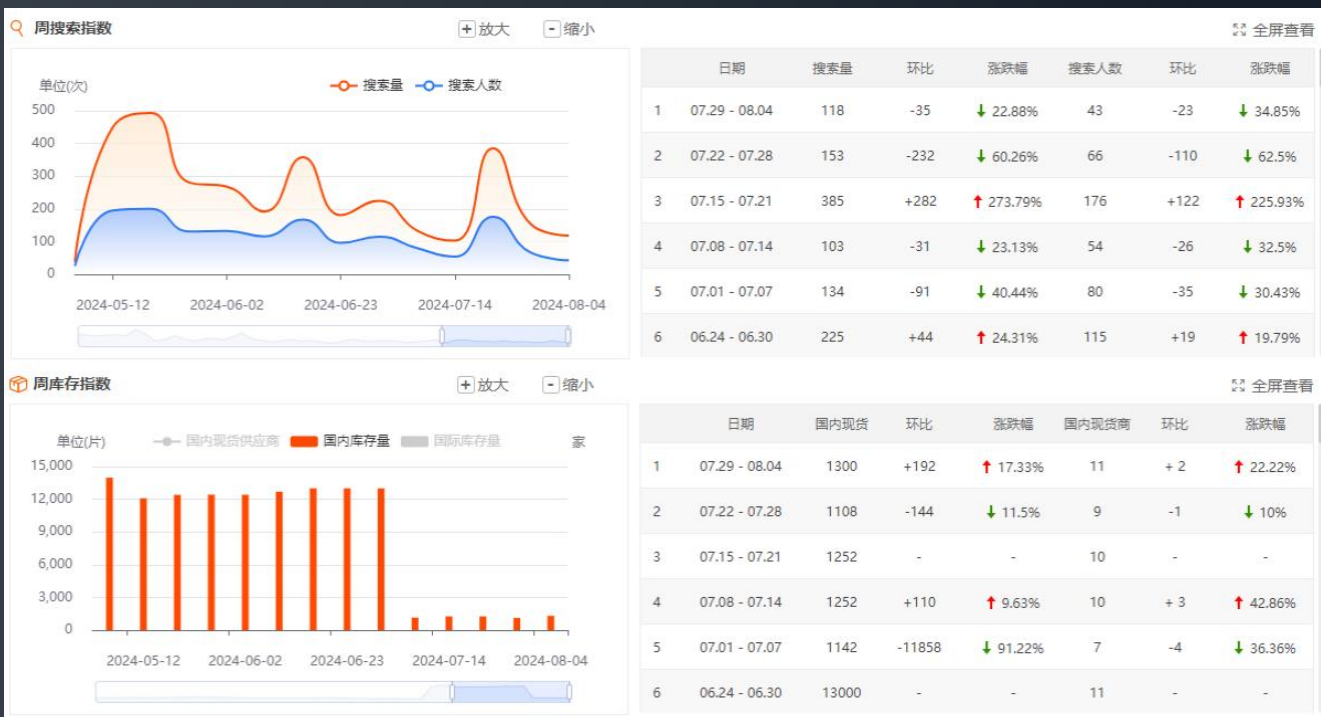 周搜索指数 + 放大 - 缩小 全屏查看
单位(次) 搜索量 搜索人数
500
400
300
200
100
0
2024-05-12 2024-06-02 2024-06-23 2024-07-14 2024-08-04
日期 搜索量 环比 涨跌幅 搜索人数 环比 涨跌幅
1 07.29 - 08.04 118 -35 ↓ 22.88% 43 -23 ↓ 34.85%
2 07.22 - 07.28 153 -232 ↓ 60.26% 66 -110 ↓ 62.5%
3 07.15 - 07.21 385 +282 ↑ 273.79% 176 +122 ↑ 225.93%
4 07.08 - 07.14 103 -31 ↓ 23.13% 54 -26 ↓ 32.5%
5 07.01 - 07.07 134 -91 ↓ 40.44% 80 -35 ↓ 30.43%
6 06.24 - 06.30 225 +44 ↑ 24.31% 115 +19 ↑ 19.79%
周库存指数 + 放大 - 缩小 全屏查看
单位(片) 国内现货供应商 国内库存量 国际库存量 家
15,000
12,000
9,000
6,000
3,000
0
2024-05-12 2024-06-02 2024-06-23 2024-07-14 2024-08-04
日期 国内现货 环比 涨跌幅 国内现货商 环比 涨跌幅
1 07.29 - 08.04 1300 +192 ↑ 17.33% 11 + 2 ↑ 22.22%
2 07.22 - 07.28 1108 -144 ↓ 11.5% 9 -1 ↓ 10%
3 07.15 - 07.21 1252 - - 10 - -
4 07.08 - 07.14 1252 +110 ↑ 9.63% 10 + 3 ↑ 42.86%
5 07.01 - 07.07 1142 -11858 ↓ 91.22% 7 -4 ↓ 36.36%
6 06.24 - 06.30 13000 - - 11 - -